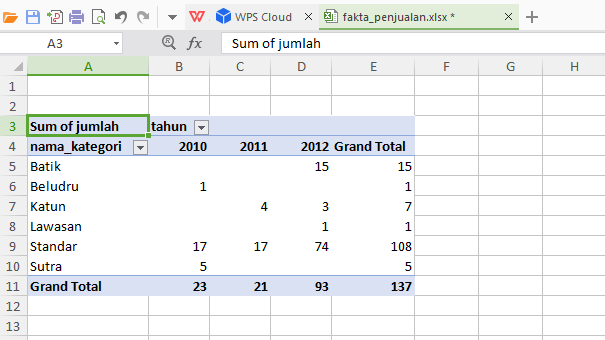 WPS Cloud fakta_penjualan.xlsx *
A3 fx Sum of jumlah
A B C D E F G H
1
2
3 Sum of jumlah tahun
4 nama_kategori 2010 2011 2012 Grand Total
5 Batik 15 15
6 Beludru 1 1
7 Katun 4 3 7
8 Lawasan 1 1
9 Standar 17 17 74 108
10 Sutra 5 5
11 Grand Total 23 21 93 137
12
13